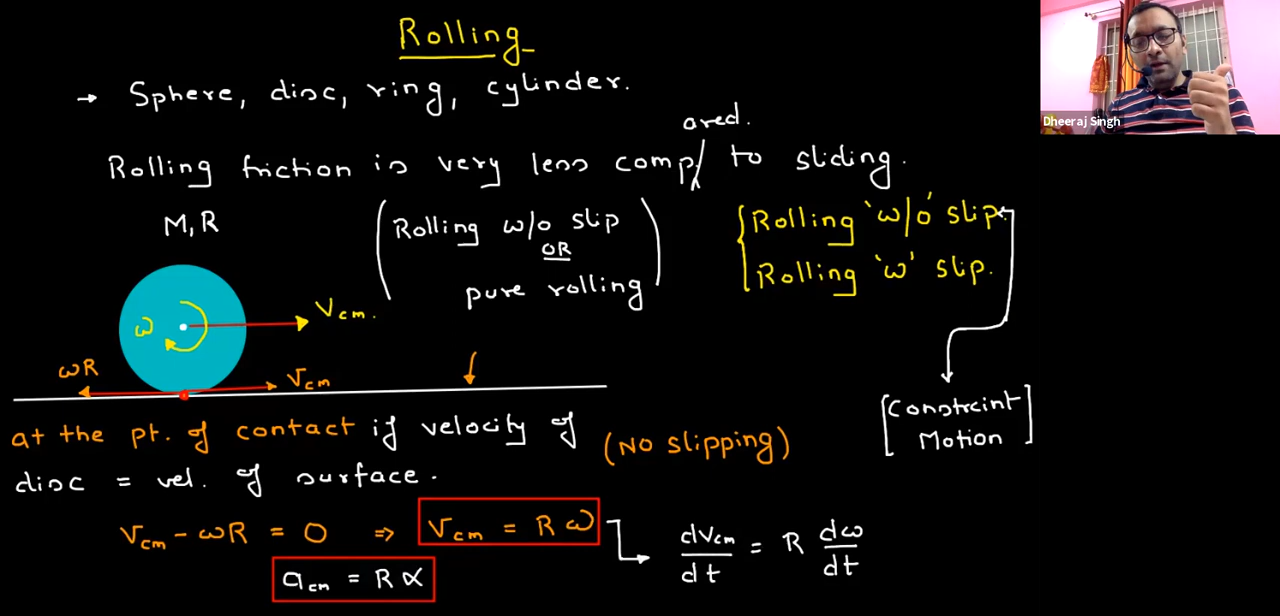 Rolling
→ Sphere, disc, ring, cylinder.
ared.
Rolling friction is very less comp/ to sliding.
M, R
(Rolling w/o slip
OR
pure rolling)
{Rolling 'w/o' slip
Rolling 'w' slip.
ω
Vcm.
ωR
Vcm
at the pt. of contact if velocity of
disc = vel. of surface.
(NO slipping)
[Constraint
Motion]
Vcm - ωR = 0 ⇒ Vcm = R ω
dVcm/dt = R dω/dt
acm = R α
Dheeraj Singh